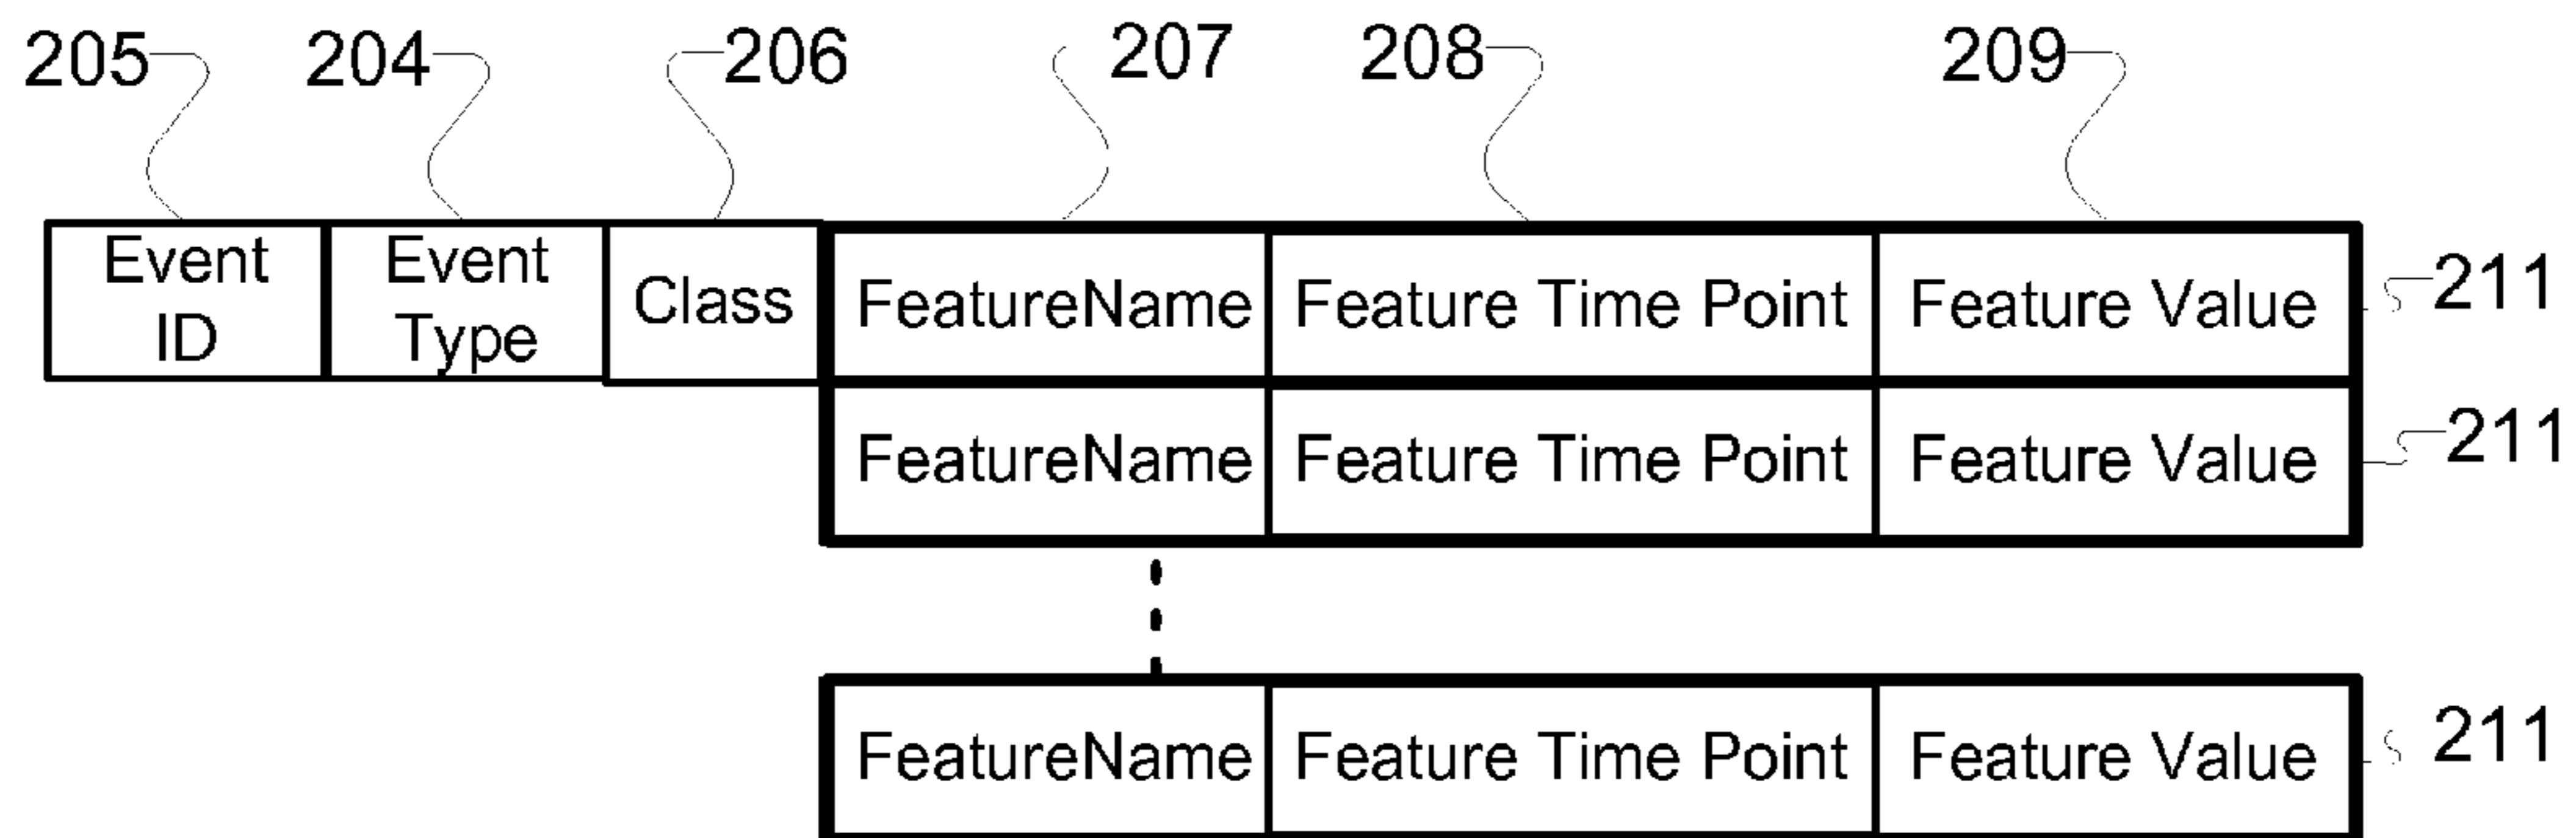 205 204 206 207 208 209
Event ID Event Type Class FeatureName Feature Time Point Feature Value 211
FeatureName Feature Time Point Feature Value 211
FeatureName Feature Time Point Feature Value 211